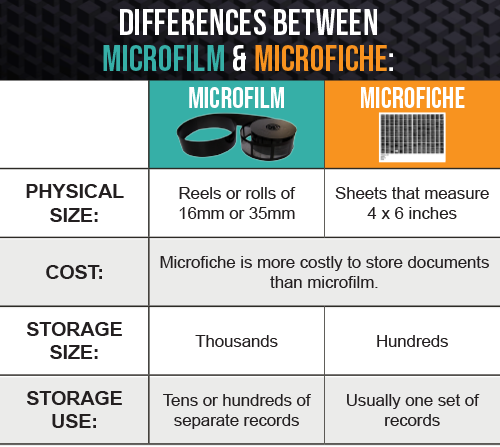 DIFFERENCES BETWEEN
MICROFILM & MICROFICHE:
MICROFILM
MICROFICHE
PHYSICAL
SIZE:
Reels or rolls of
16mm or 35mm
Sheets that measure
4 x 6 inches
COST:
Microfiche is more costly to store documents
than microfilm.
STORAGE
SIZE:
Thousands
Hundreds
STORAGE
USE:
Tens or hundreds of
separate records
Usually one set of
records